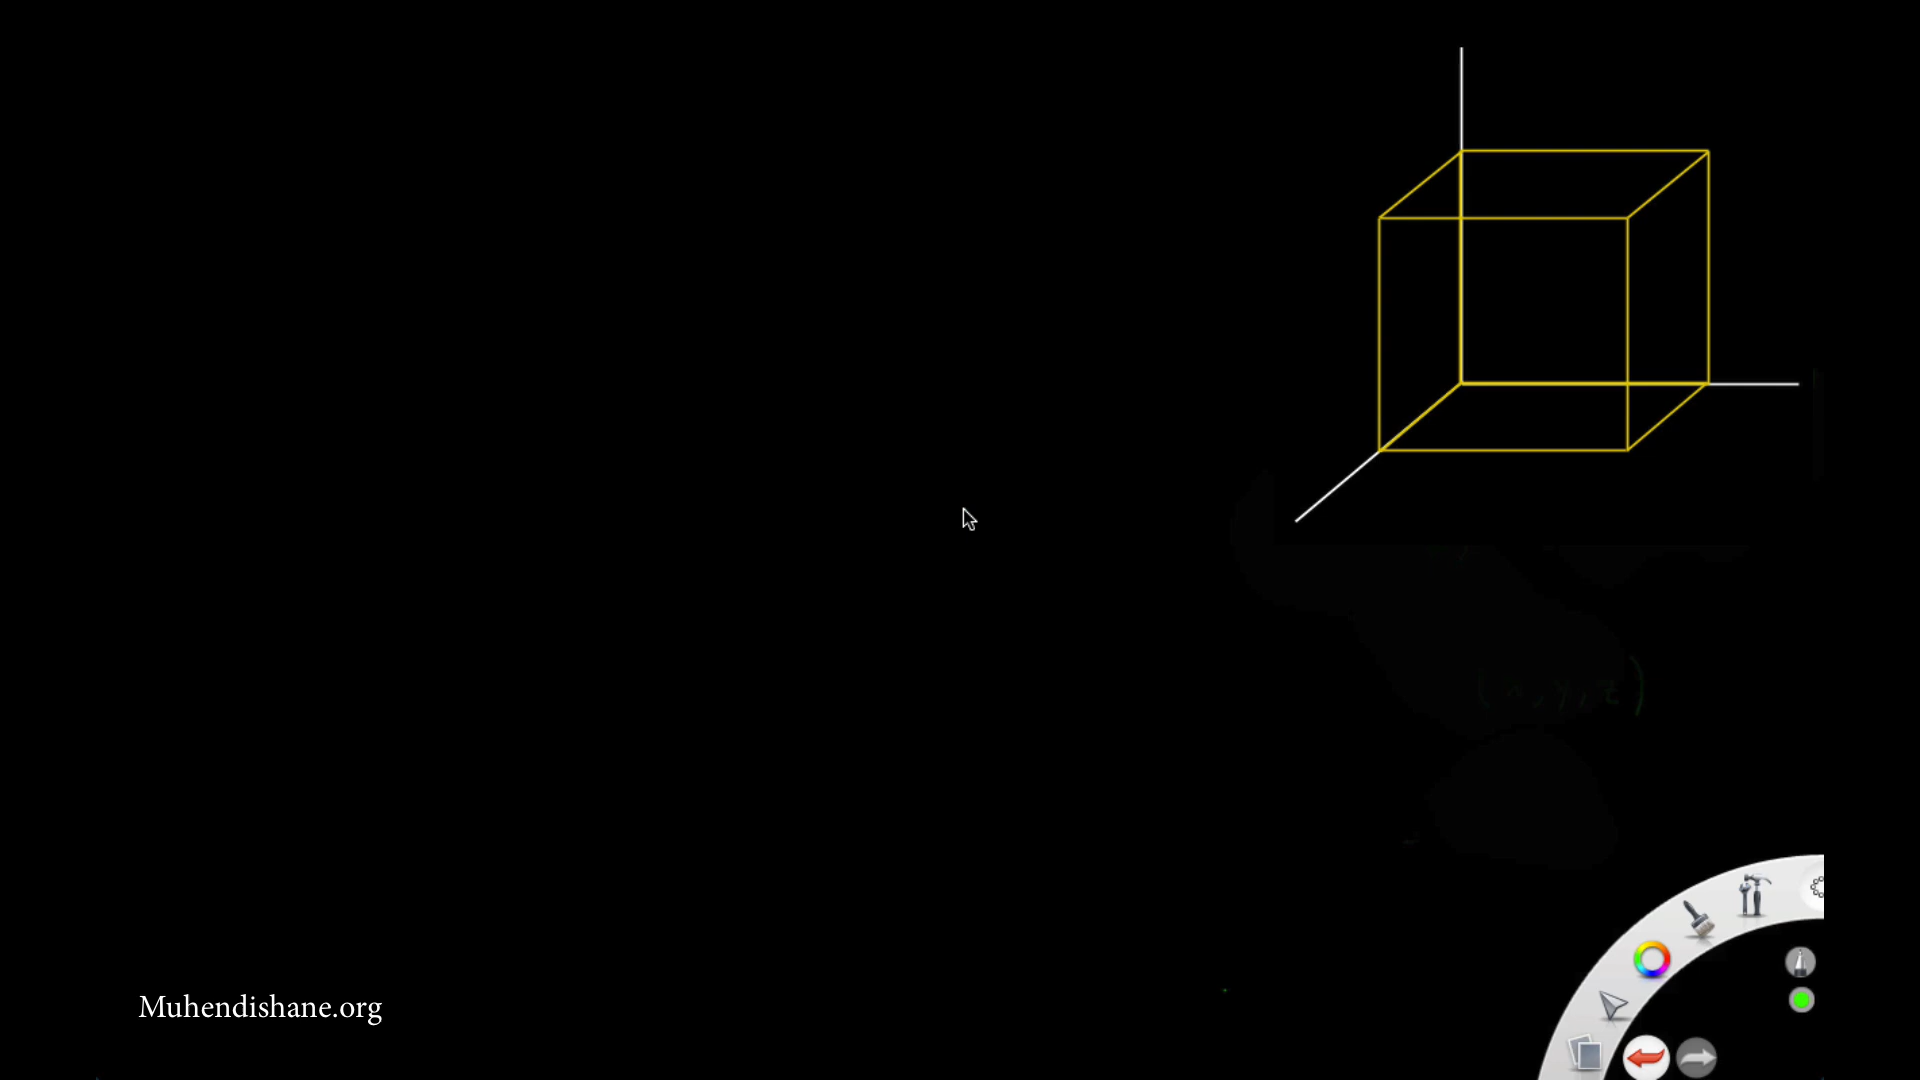 (x, y, z)
Muhendishane.org